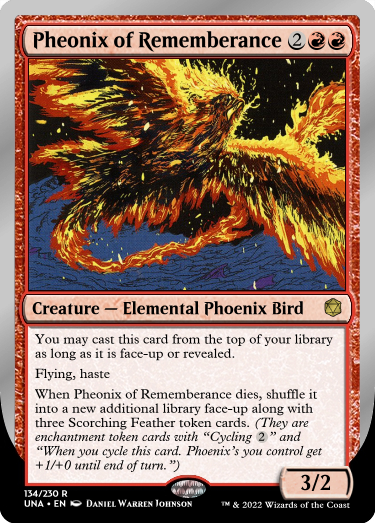 Pheonix of Rememberance 2
Creature — Elemental Phoenix Bird
You may cast this card from the top of your library
as long as it is face-up or revealed.
Flying, haste
When Pheonix of Rememberance dies, shuffle it
into a new additional library face-up along with
three Scorching Feather token cards. (They are
enchantment token cards with “Cycling 2” and
“When you cycle this card. Phoenix’s you control get
+1/+0 until end of turn.”)
3/2
134/230 R
UNA • EN Daniel Warren Johnson
™ & 2022 Wizards of the Coast